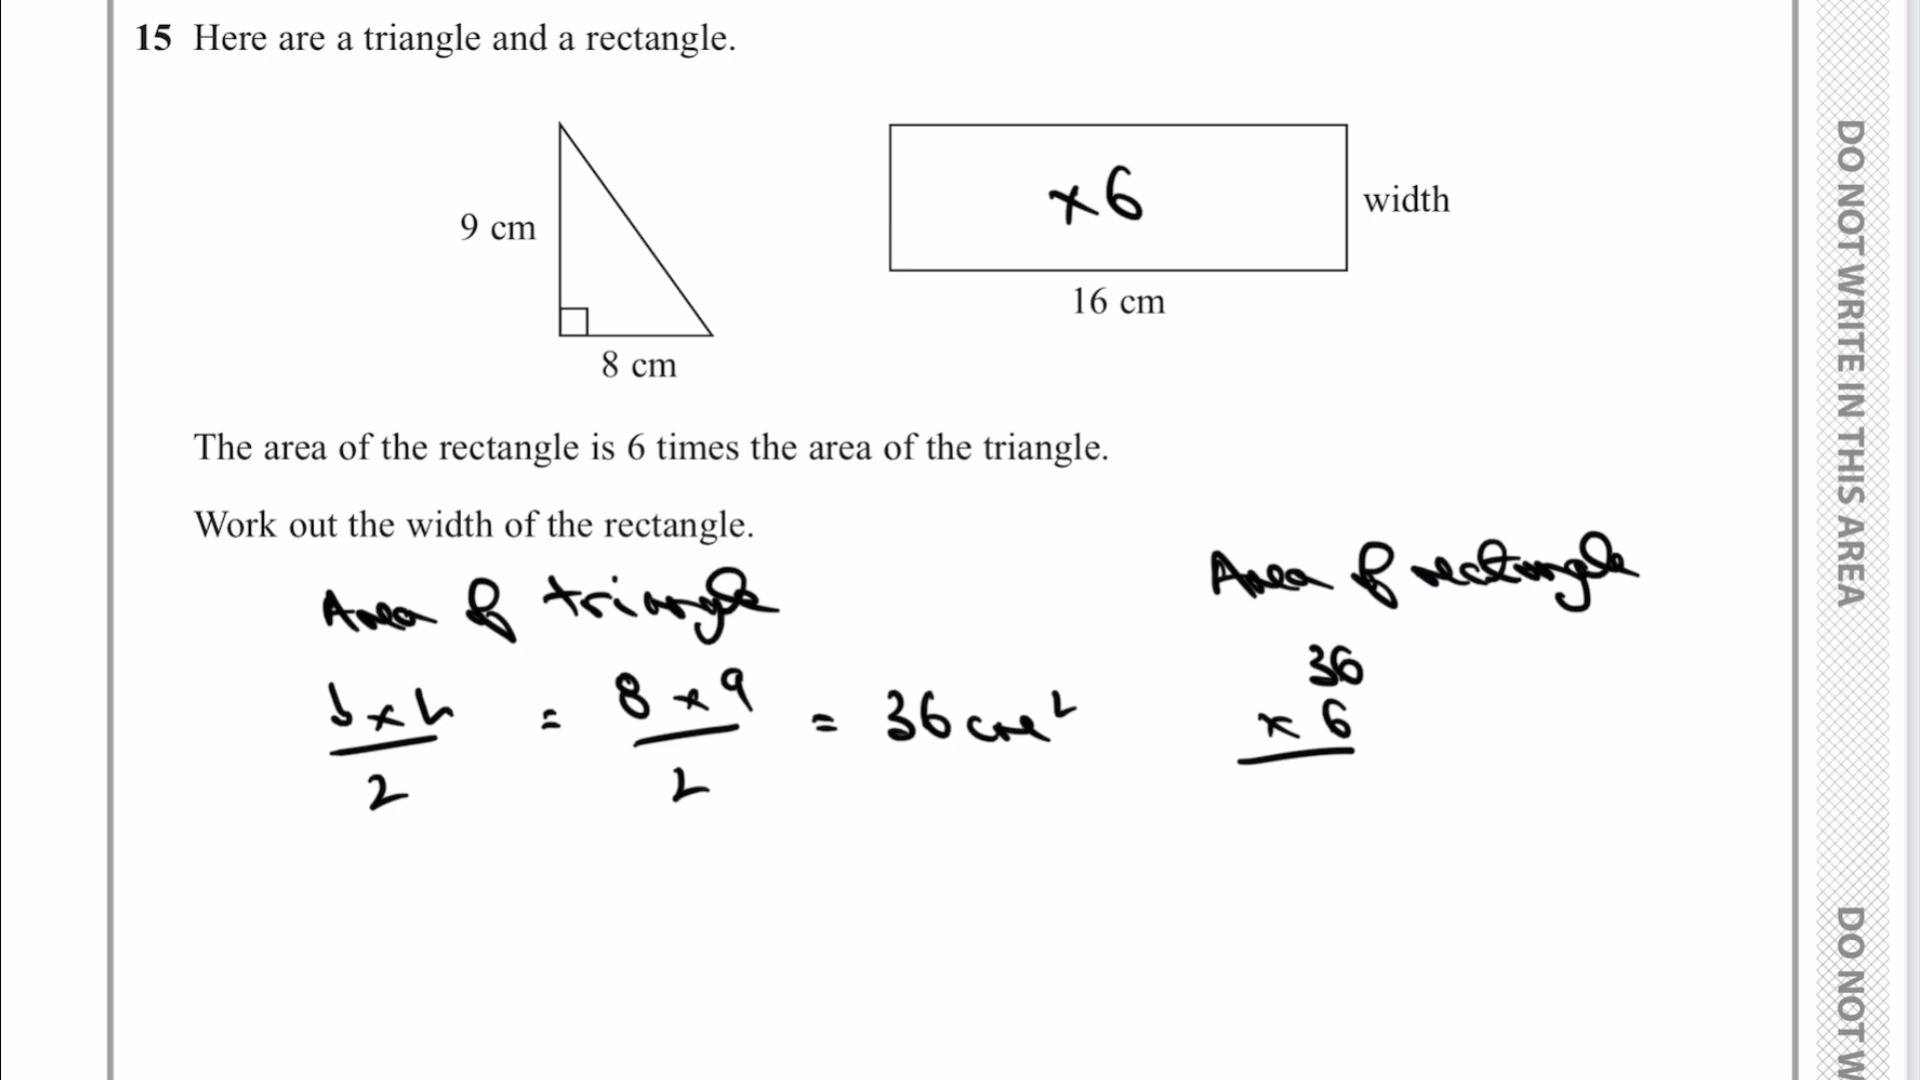 15 Here are a triangle and a rectangle.
×6
width
9 cm
16 cm
8 cm
The area of the rectangle is 6 times the area of the triangle.
Work out the width of the rectangle.
Area of triangle
b × h / 2 = 8 × 9 / 2 = 36 cm²
Area of rectangle
36
× 6
DO NOT WRITE IN THIS AREA
DO NOT W